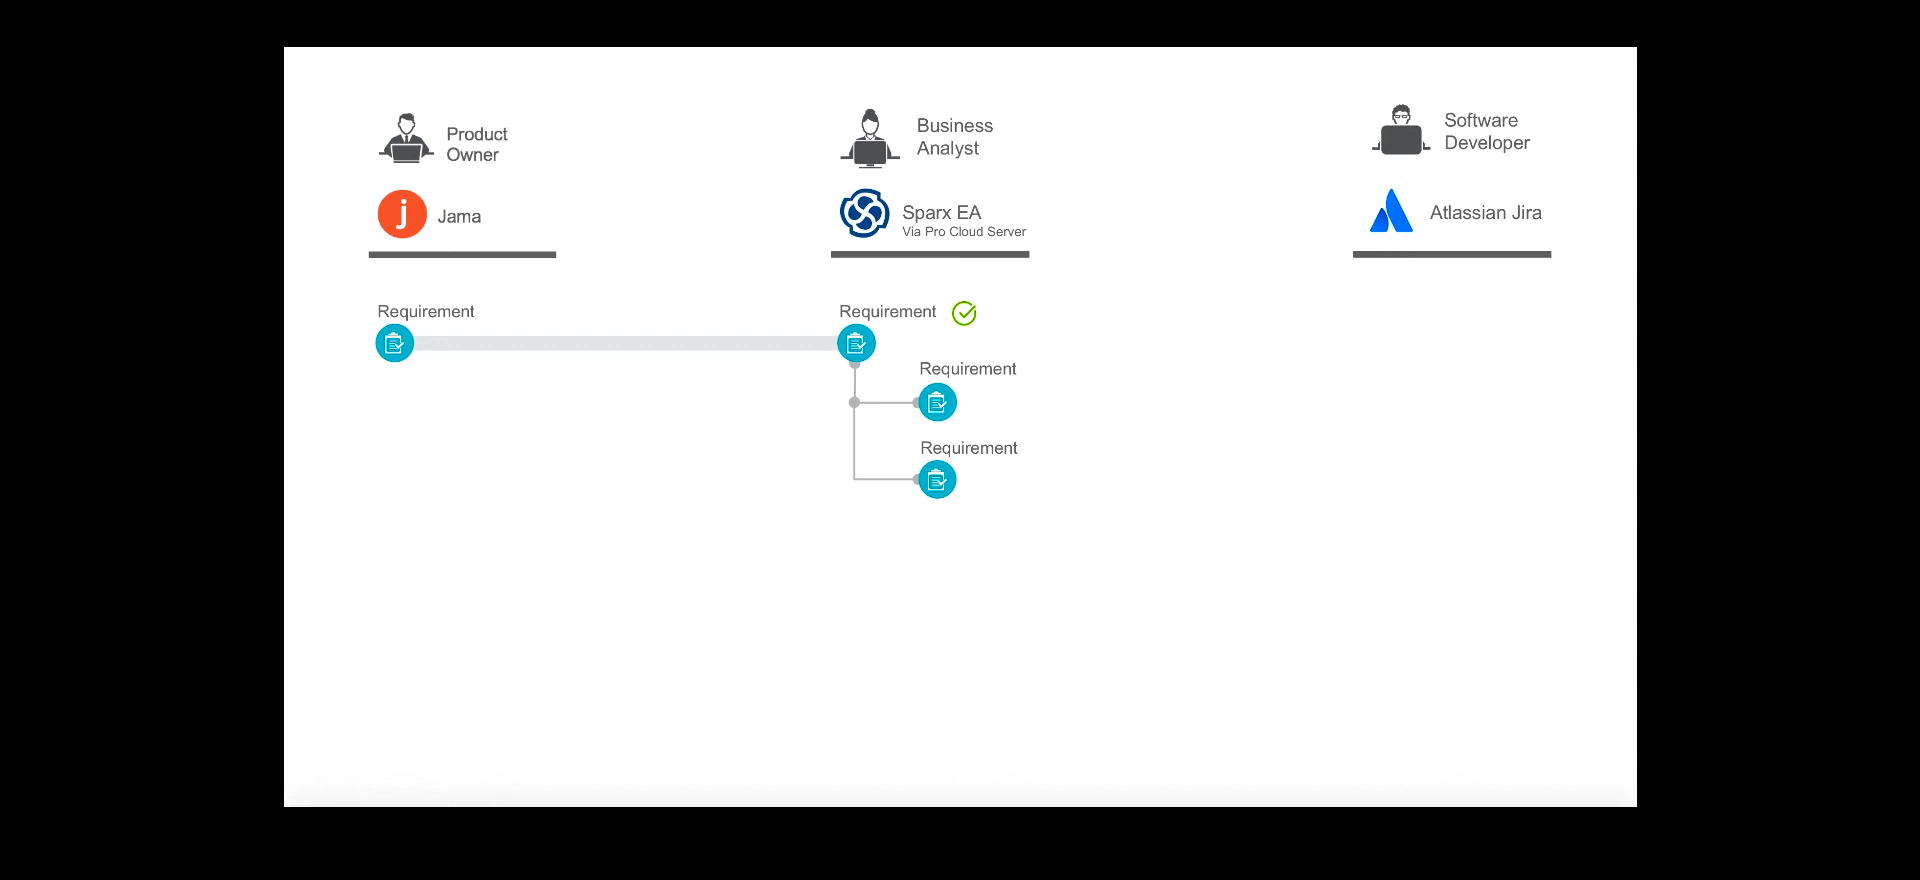 Product
Owner
Business
Analyst
Software
Developer
j
Jama
Sparx EA
Via Pro Cloud Server
Atlassian Jira
Requirement
Requirement
Requirement
Requirement